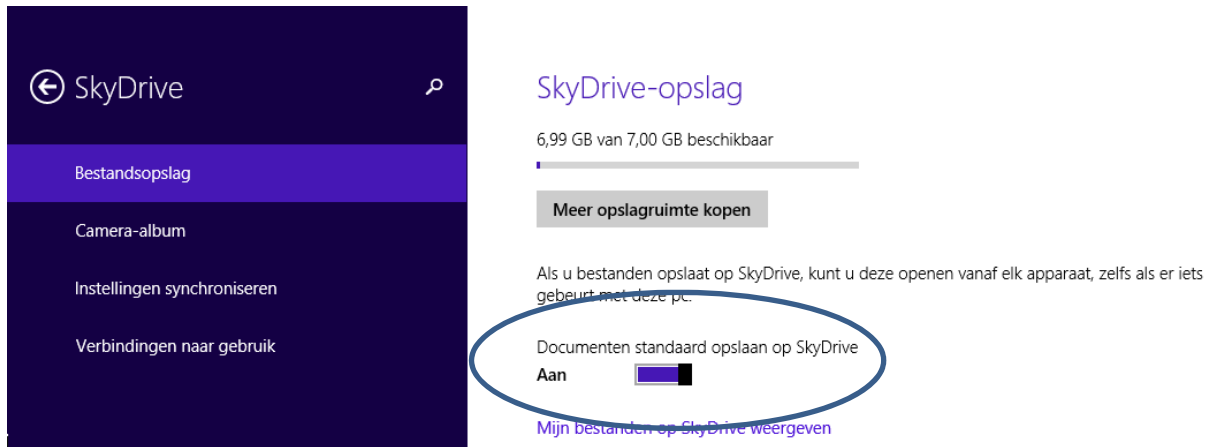 SkyDrive
Bestandsopslag
Camera-album
Instellingen synchroniseren
Verbindingen naar gebruik
SkyDrive-opslag
6,99 GB van 7,00 GB beschikbaar
Meer opslagruimte kopen
Als u bestanden opslaat op SkyDrive, kunt u deze openen vanaf elk apparaat, zelfs als er iets
gebeurt met deze pc.
Documenten standaard opslaan op SkyDrive
Aan
Mijn bestanden op SkyDrive weergeven